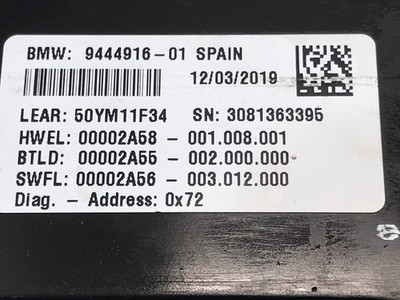 BMW: 9444916-01 SPAIN
12/03/2019
LEAR: 50YM11F34 SN: 3081363395
HWEL: 00002A58 - 001.008.001
BTLD: 00002A55 - 002.000.000
SWFL: 00002A56 - 003.012.000
Diag. - Address: 0x72